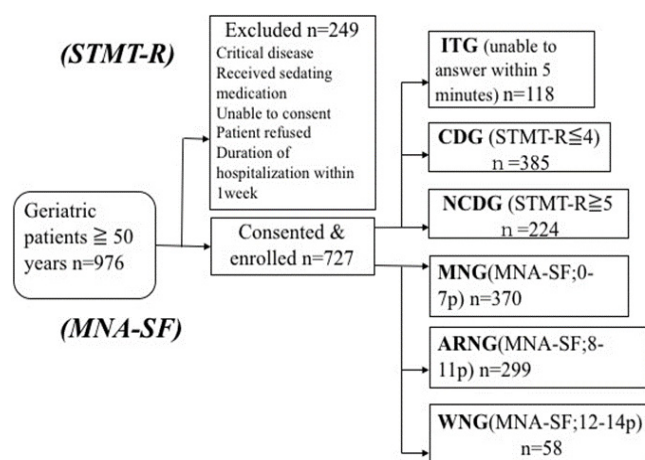 (STMT-R)
Geriatric
patients ≧ 50
years n=976
(MNA-SF)
Excluded n=249
Critical disease
Received sedating
medication
Unable to consent
Patient refused
Duration of
hospitalization within
1week
Consented &
enrolled n=727
ITG (unable to
answer within 5
minutes) n=118
CDG (STMT-R≦4)
n=385
NCDG (STMT-R≧5
n=224
MNG(MNA-SF;0-
7p) n=370
ARNG(MNA-SF;8-
11p) n=299
WNG(MNA-SF;12-14p)
n=58